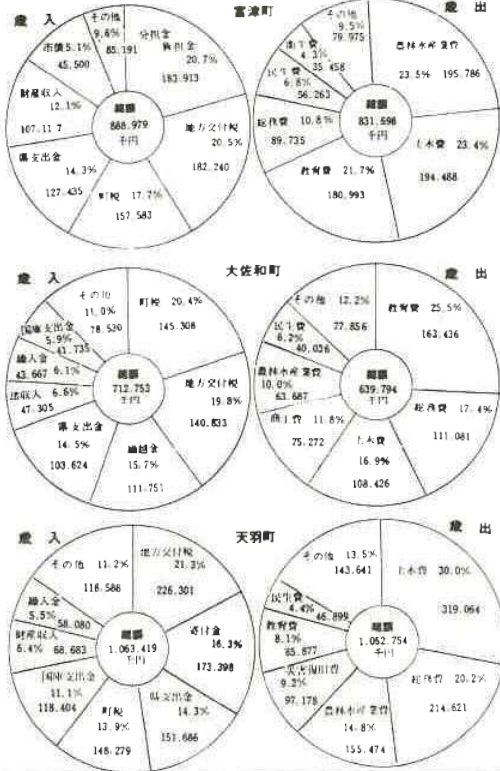 富津町
歳入
歳出
その他
9.6%
85.191
分担金
負担金
20.7%
183.913
地方交付税
20.5%
182.240
町税 17.7%
157.583
県支出金
14.3%
127.435
財産収入
12.1%
107.117
市債5.1%
45.500
総額
888.979
千円
その他
9.5%
79.975
農林水産業費
23.5% 195.786
土木費
23.4%
194.488
教育費 21.7%
180.993
総務費 10.8%
89.735
民生費
6.8%
56.263
商工費
4.3%
35.458
総額
831.698
千円
大佐和町
歳入
歳出
その他
11.0%
78.530
町税 20.4%
145.308
地方交付税
19.8%
140.833
繰越金
15.7%
111.751
県支出金
14.5%
103.624
諸収入 6.6%
47.305
繰入金
6.1%
43.667
国庫支出金
5.9%
41.735
総額
712.753
千円
その他 12.2%
77.856
教育費 25.5%
163.436
総務費 17.4%
111.081
土木費
16.9%
108.426
商工費 11.8%
75.272
農林水産業費
10.0%
63.687
民生費
6.2%
40.036
総額
639.794
千円
天羽町
歳入
歳出
その他 11.2%
118.588
地方交付税
21.3%
226.301
寄付金
16.3%
173.398
県支出金
14.3%
151.686
町税
13.9%
148.279
国庫支出金
11.1%
118.404
財産収入
6.4% 68.683
繰入金
5.5%
58.080
総額
1.063.419
千円
その他 13.5%
143.641
土木費 30.0%
319.064
総務費 20.2%
214.621
農林水産業費
14.8%
155.474
災害復旧費
9.2%
97.178
教育費
8.1%
85.877
民生費
4.4%
46.899
総額
1.062.754
千円